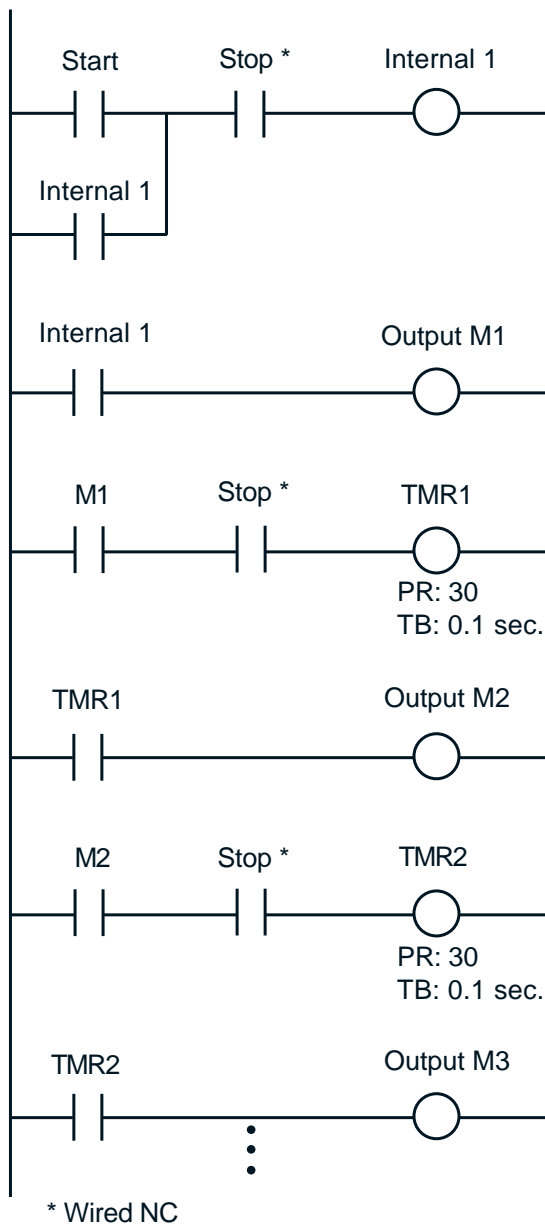 Start Stop * Internal 1
Internal 1
Internal 1 Output M1
M1 Stop * TMR1
PR: 30
TB: 0.1 sec.
TMR1 Output M2
M2 Stop * TMR2
PR: 30
TB: 0.1 sec.
TMR2 Output M3
* Wired NC